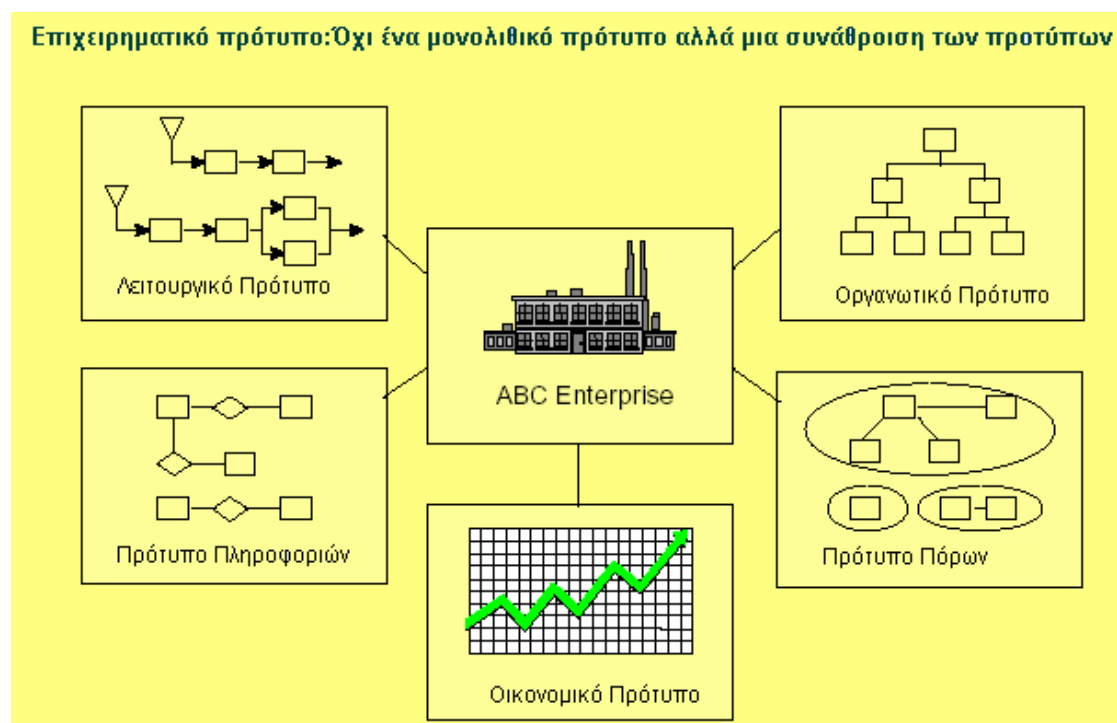 Επιχειρηματικό πρότυπο:Όχι ένα μονολιθικό πρότυπο αλλά μια συνάθροιση των προτύπων
Λειτουργικό Πρότυπο
Οργανωτικό Πρότυπο
ABC Enterprise
Πρότυπο Πληροφοριών
Πρότυπο Πόρων
Οικονομικό Πρότυπο